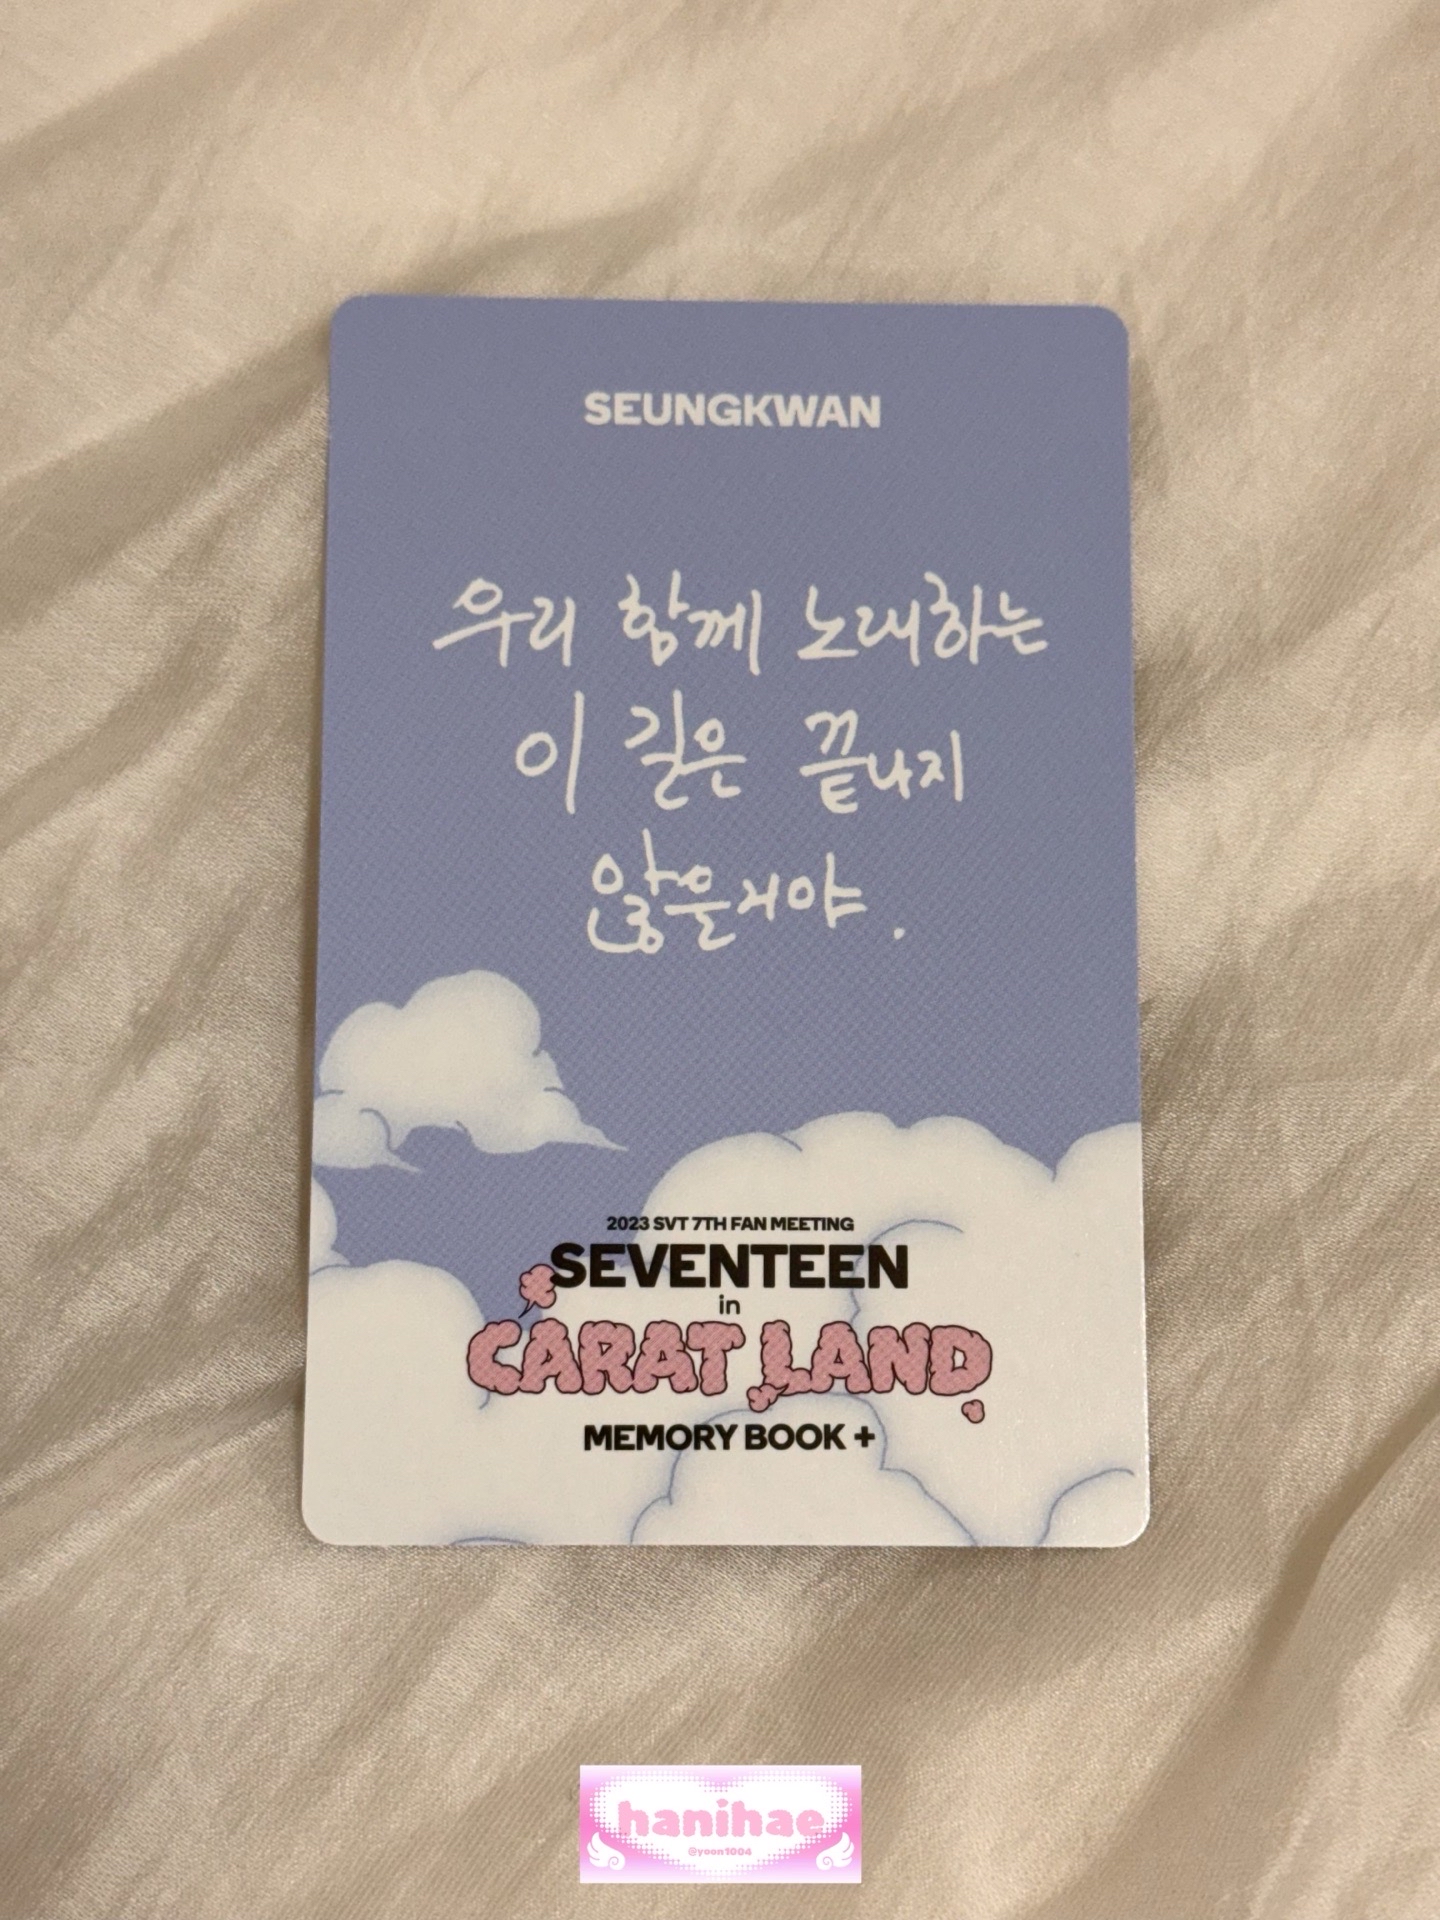 SEUNGKWAN
우리 함께 노래하는
이 길은 끝나지
않을거야.
2023 SVT 7TH FAN MEETING
SEVENTEEN
in
CARAT LAND
MEMORY BOOK +
hanihae
@yoon1004